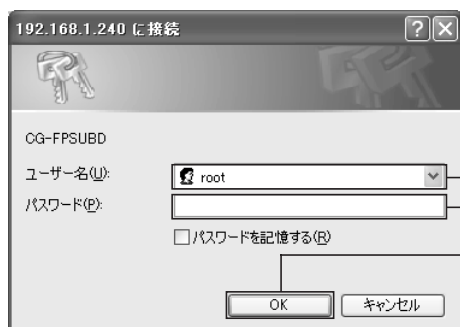 192.168.1.240 に接続
CG-FPSUBD
ユーザー名(U):
root
パスワード(P):
パスワードを記憶する(R)
OK
キャンセル